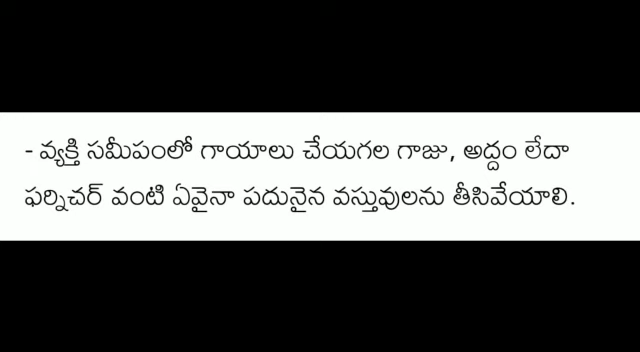 - వ్యక్తి సమీపంలో గాయాలు చేయగల గాజు, అద్దం లేదా
ఫర్నిచర్ వంటి ఏవైనా పదునైన వస్తువులను తీసివేయాలి.